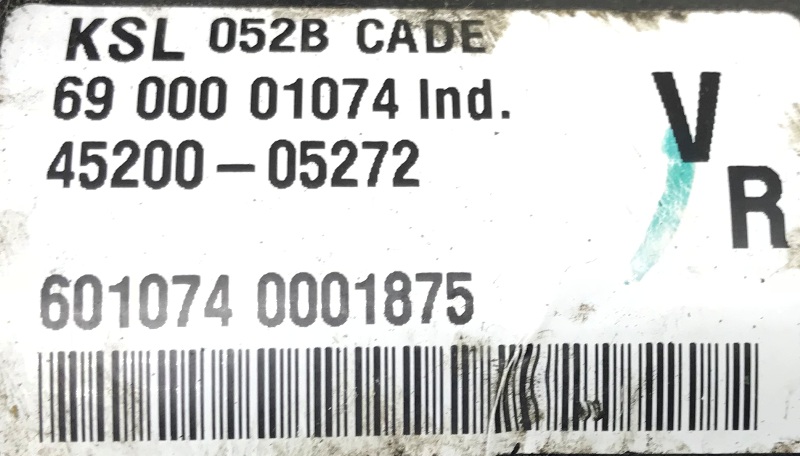 KSL 052B CADE
69 000 01074 Ind.
45200-05272
V
R
601074 0001875